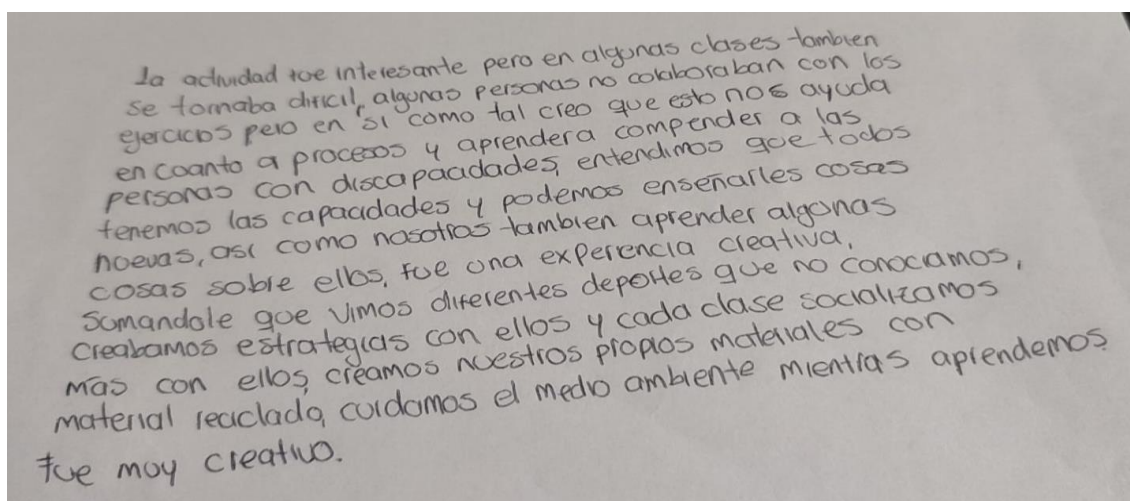 la actividad fue interesante pero en algunas clases tambien
se tornaba dificil, algunas personas no colaboraban con los
ejercicios pero en si como tal creo que esto nos ayuda
en cuanto a procesos y aprender a compender a las
personas con discapacidades, entendimos que todos
tenemos las capacidades y podemos enseñarles cosas
nuevas, asi como nosotros tambien aprender algunas
cosas sobre ellos, fue una experencia creativa,
Sumandole que vimos diferentes deportes que no conociamos,
Creabamos estrategias con ellos y cada clase socializamos
mas con ellos, creamos nuestros propios materiales con
material reciclado, cuidamos el medio ambiente mientras aprendemos.
fue muy creativo.